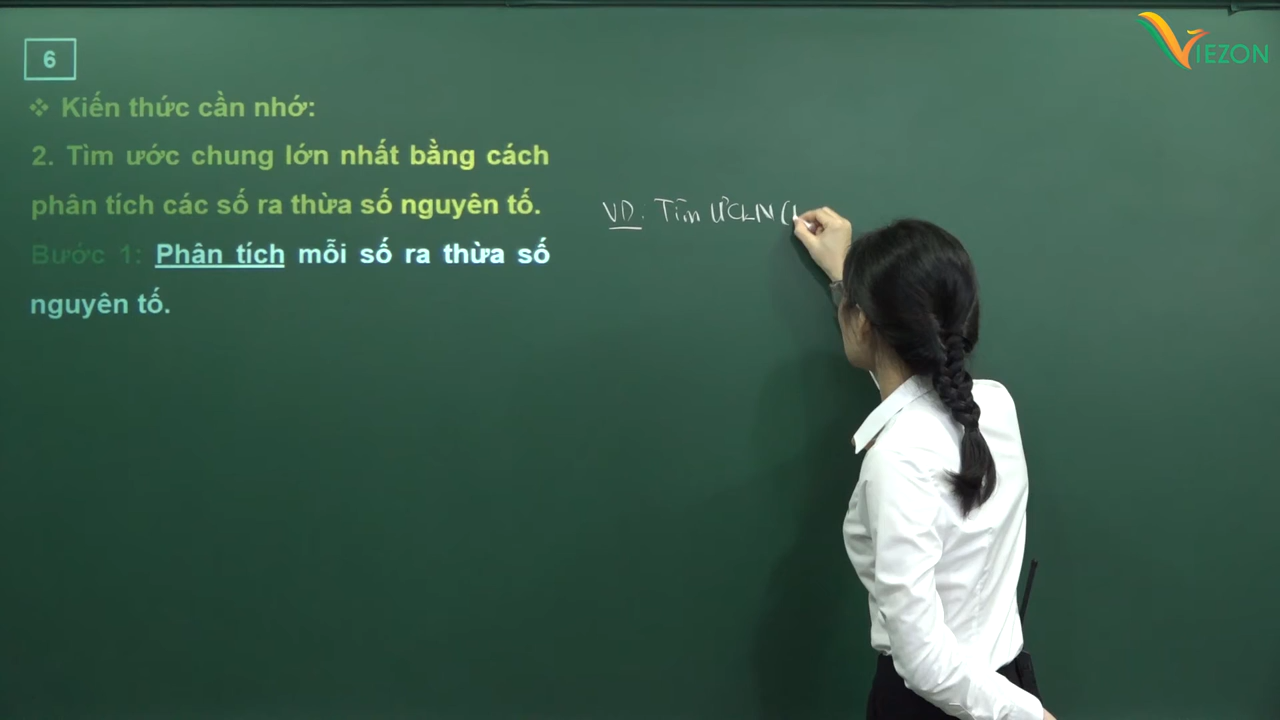 VIEZON
6
❖ Kiến thức cần nhớ:
2. Tìm ước chung lớn nhất bằng cách
phân tích các số ra thừa số nguyên tố.
Bước 1: Phân tích mỗi số ra thừa số
nguyên tố.
VD: Tìm ƯCLN (